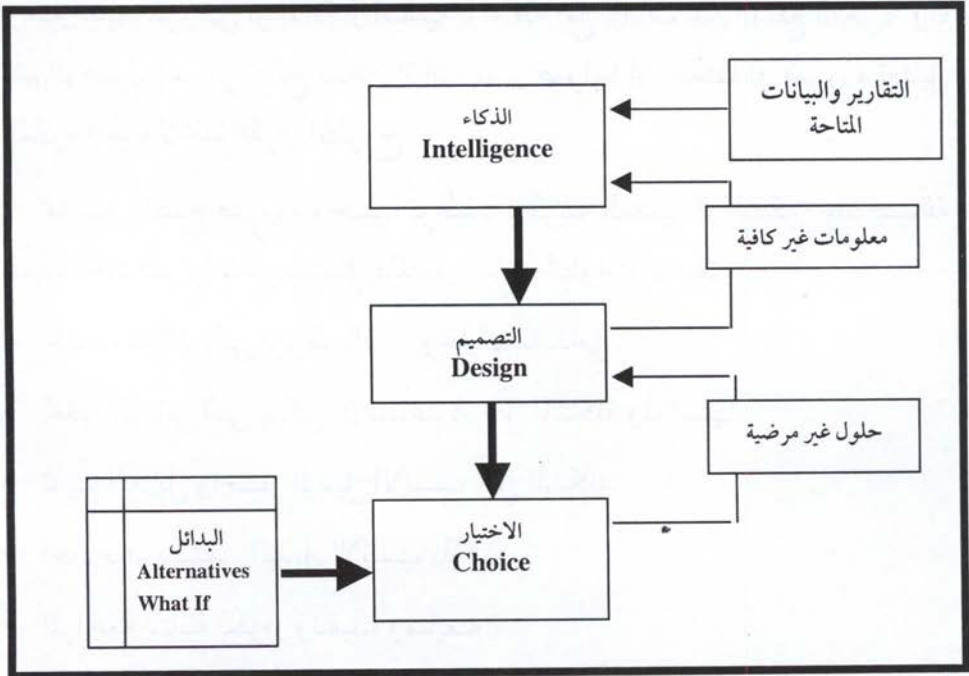 التقارير والبيانات
المتاحة
الذكاء
Intelligence
معلومات غير كافية
التصميم
Design
حلول غير مرضية
الاختيار
Choice
البدائل
Alternatives
What If